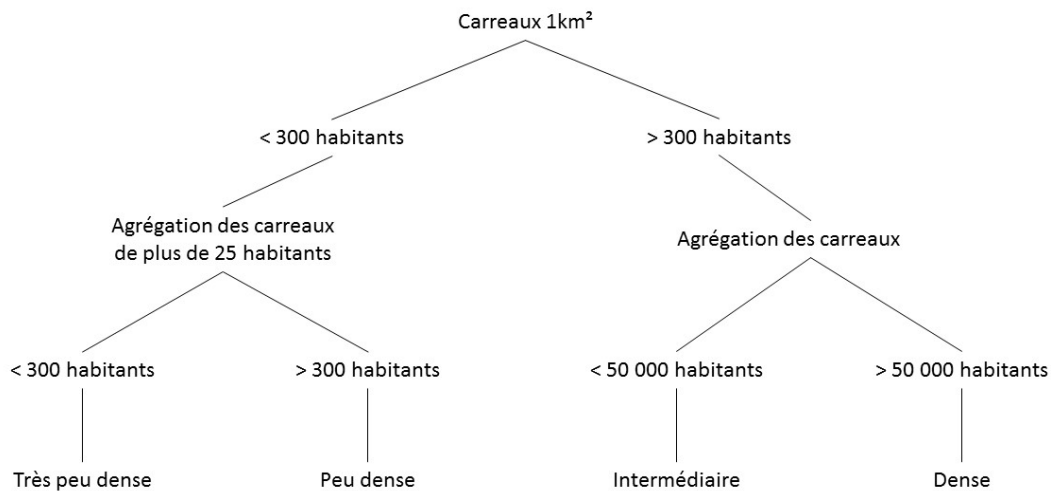 Carreaux 1km²
< 300 habitants
> 300 habitants
Agrégation des carreaux
de plus de 25 habitants
Agrégation des carreaux
< 300 habitants
> 300 habitants
< 50 000 habitants
> 50 000 habitants
Très peu dense
Peu dense
Intermédiaire
Dense